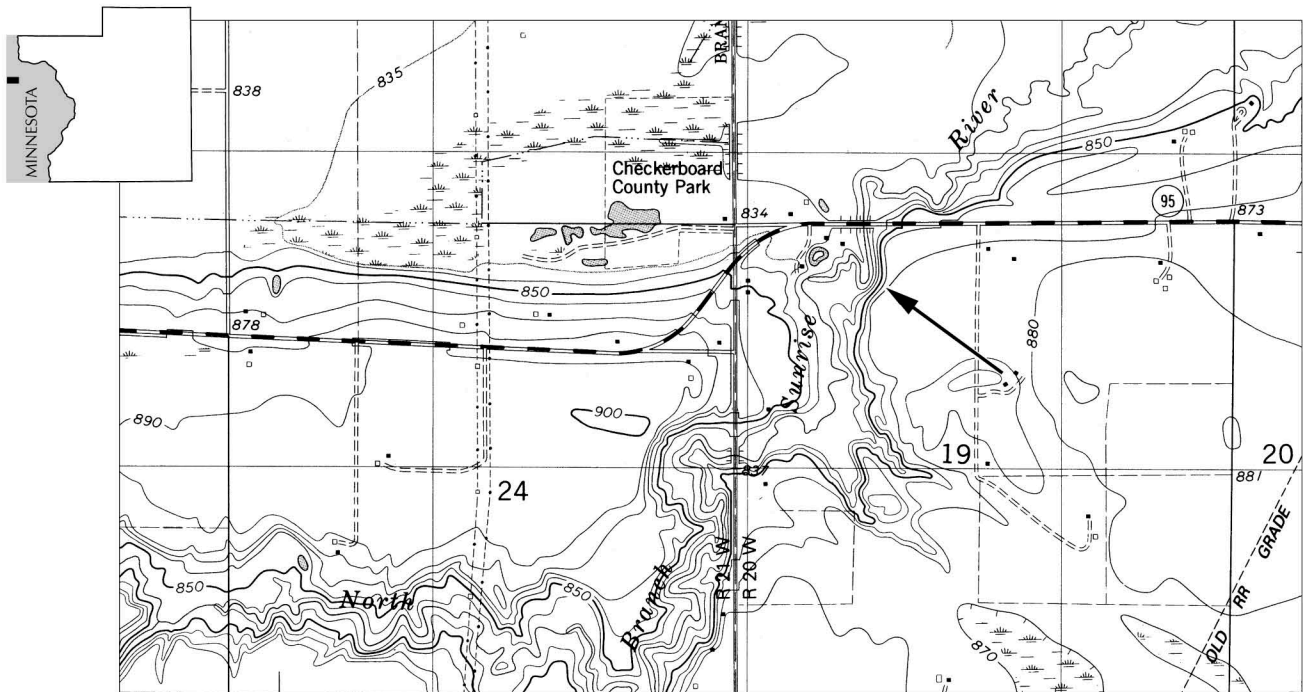 MINNESOTA
838
835
BRAN
River
850
Checkerboard
County Park
834
95
873
850
878
Sunrise
880
890
900
837
19
881
20
24
R 21 W
R 20 W
850
North
850
Branch
870
OLD RR GRADE